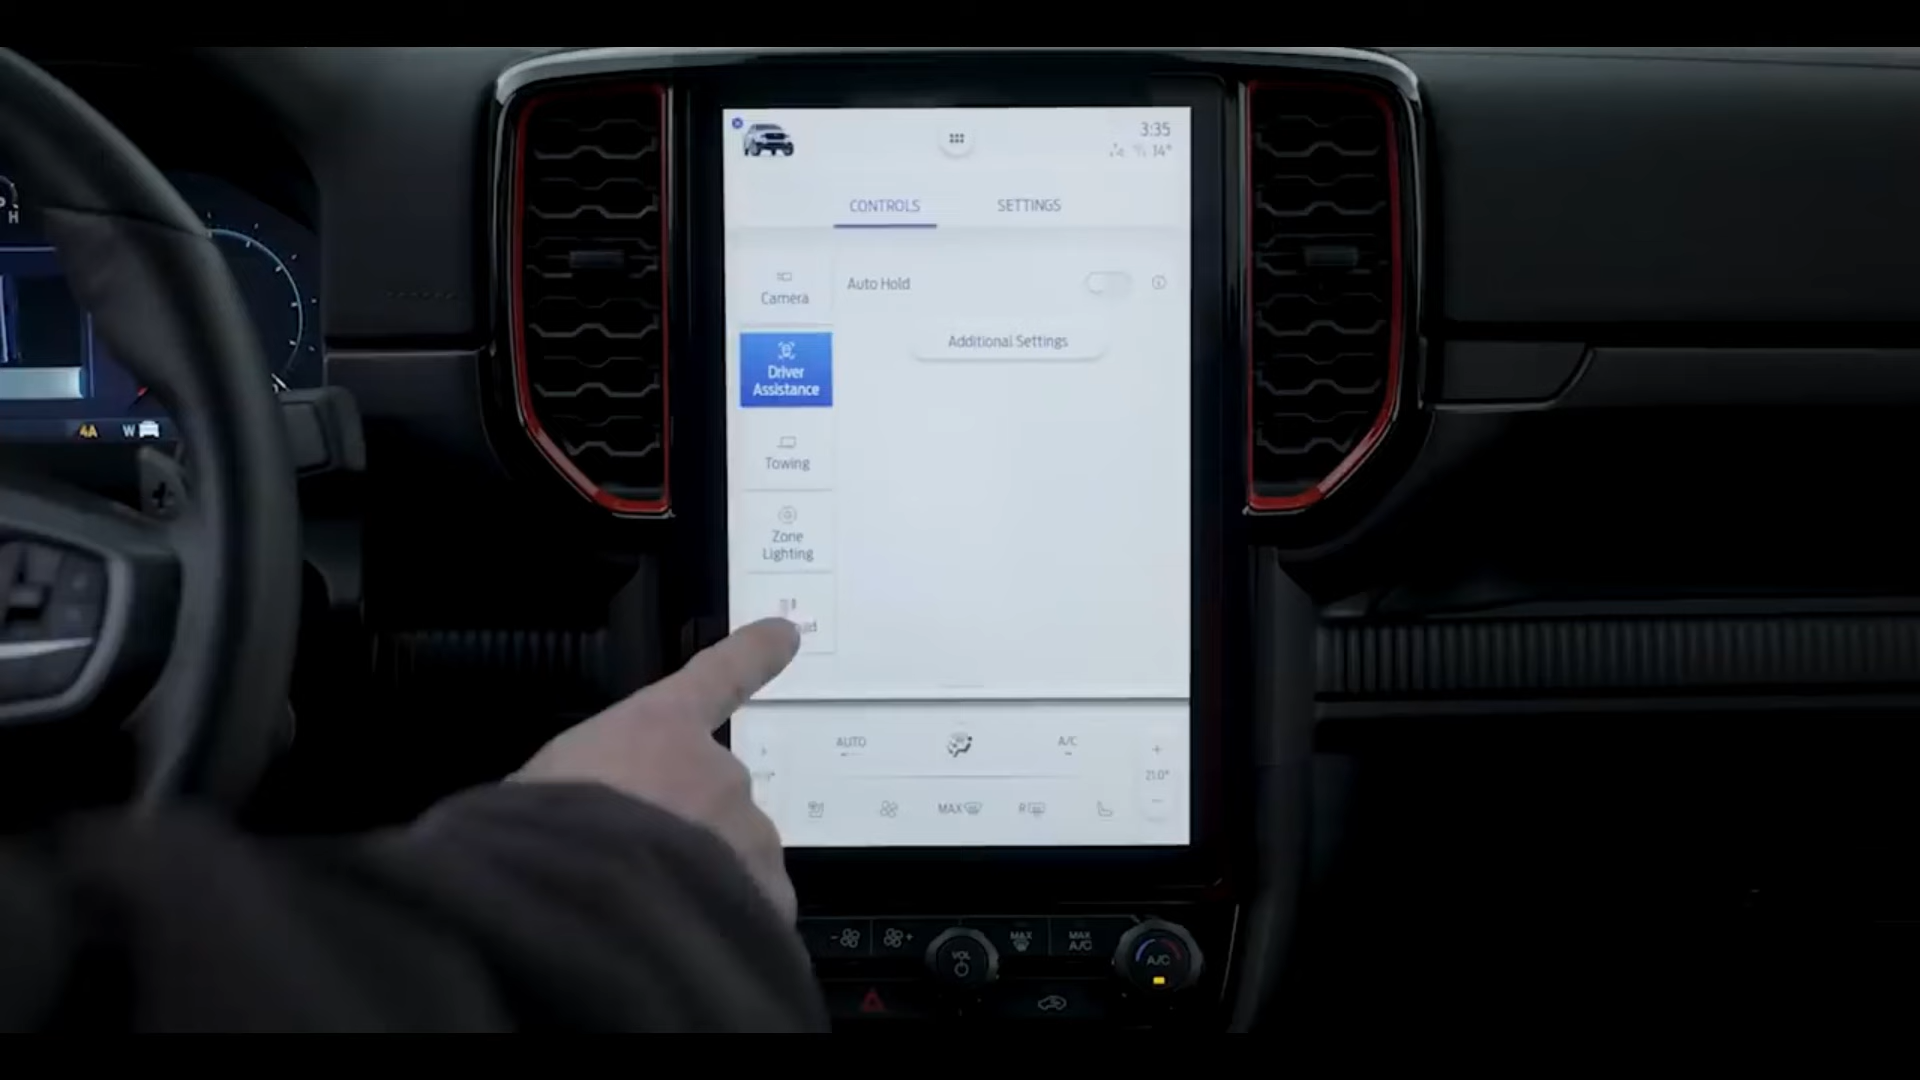 3:35
14°
CONTROLS SETTINGS
Camera
Auto Hold
Additional Settings
Driver
Assistance
Towing
Zone
Lighting
H
4A W
AUTO A/C
21.0°
MAX R
VOL
MAX
MAX
A/C
A/C